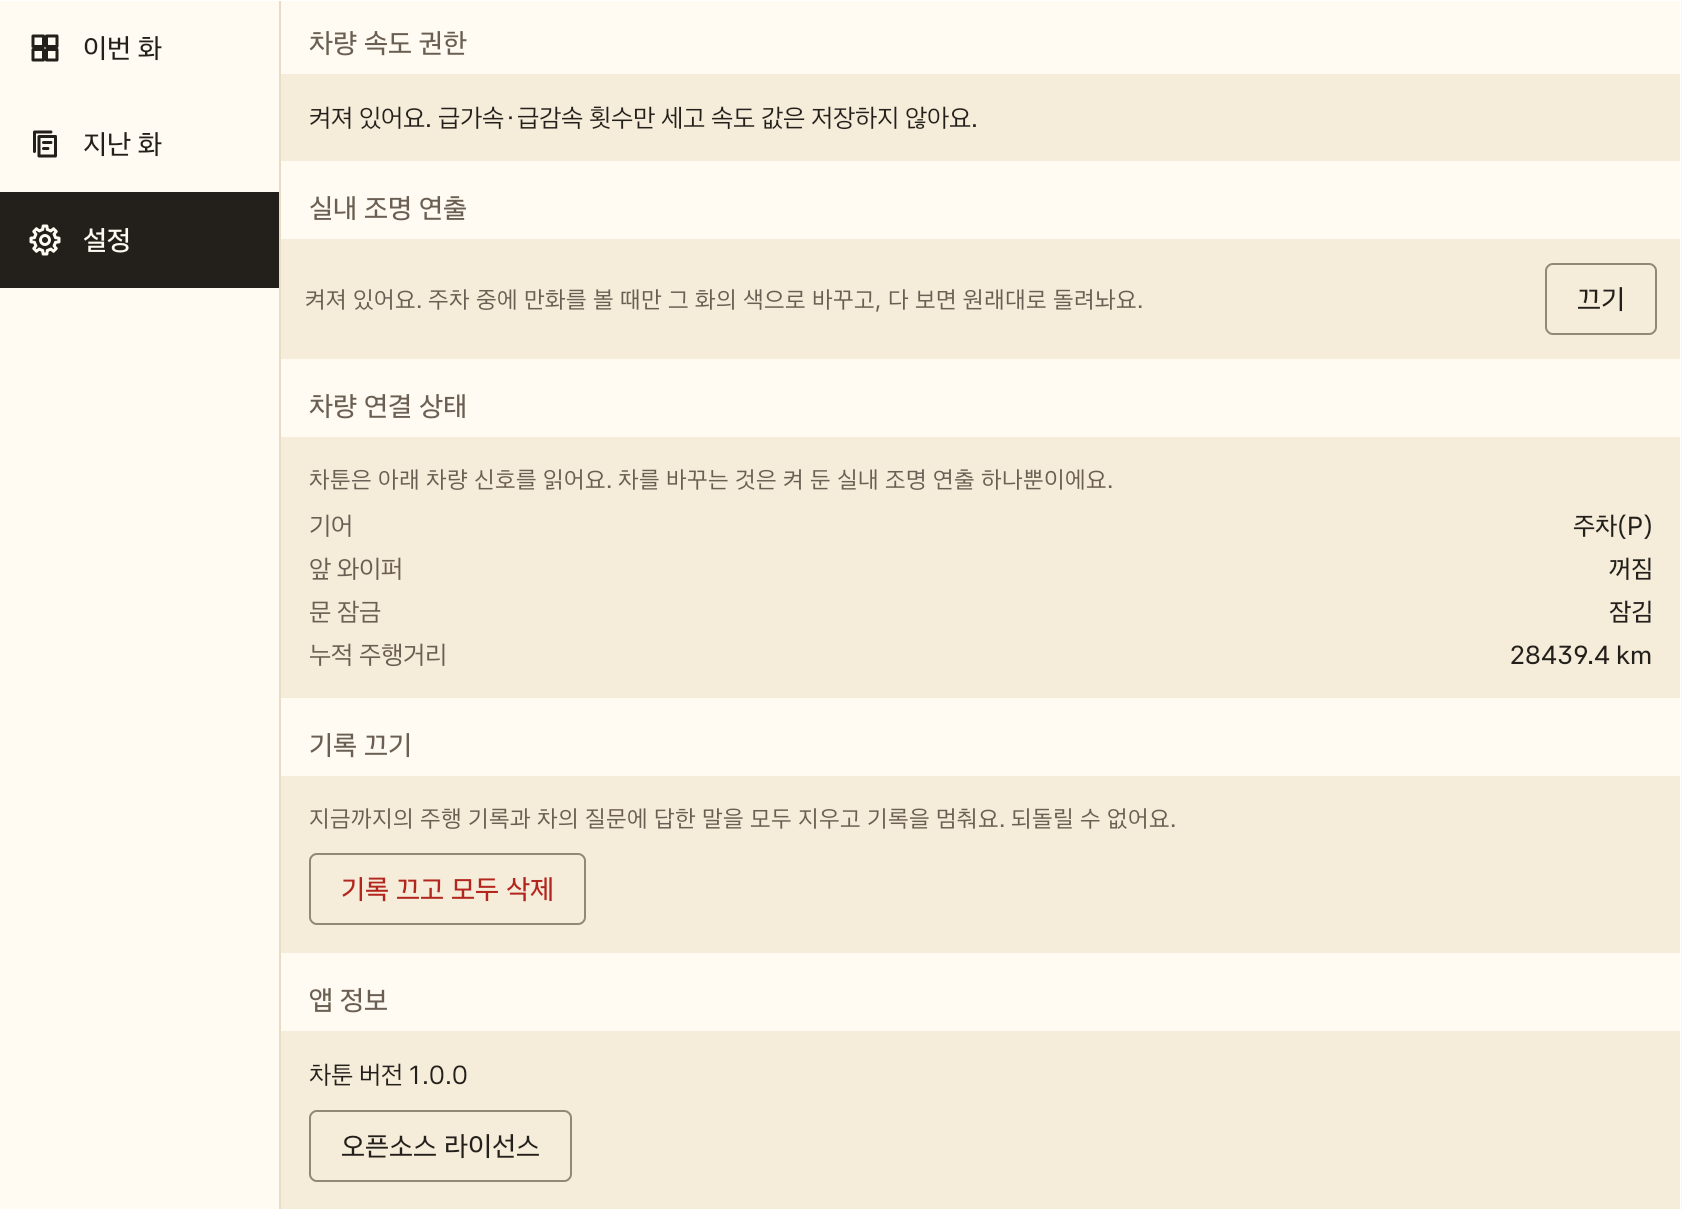 이번 화
지난 화
설정
차량 속도 권한
켜져 있어요. 급가속·급감속 횟수만 세고 속도 값은 저장하지 않아요.
실내 조명 연출
켜져 있어요. 주차 중에 만화를 볼 때만 그 화의 색으로 바꾸고, 다 보면 원래대로 돌려놔요.
끄기
차량 연결 상태
차툰은 아래 차량 신호를 읽어요. 차를 바꾸는 것은 켜 둔 실내 조명 연출 하나뿐이에요.
기어 주차(P)
앞 와이퍼 꺼짐
문 잠금 잠김
누적 주행거리 28439.4 km
기록 끄기
지금까지의 주행 기록과 차의 질문에 답한 말을 모두 지우고 기록을 멈춰요. 되돌릴 수 없어요.
기록 끄고 모두 삭제
앱 정보
차툰 버전 1.0.0
오픈소스 라이선스